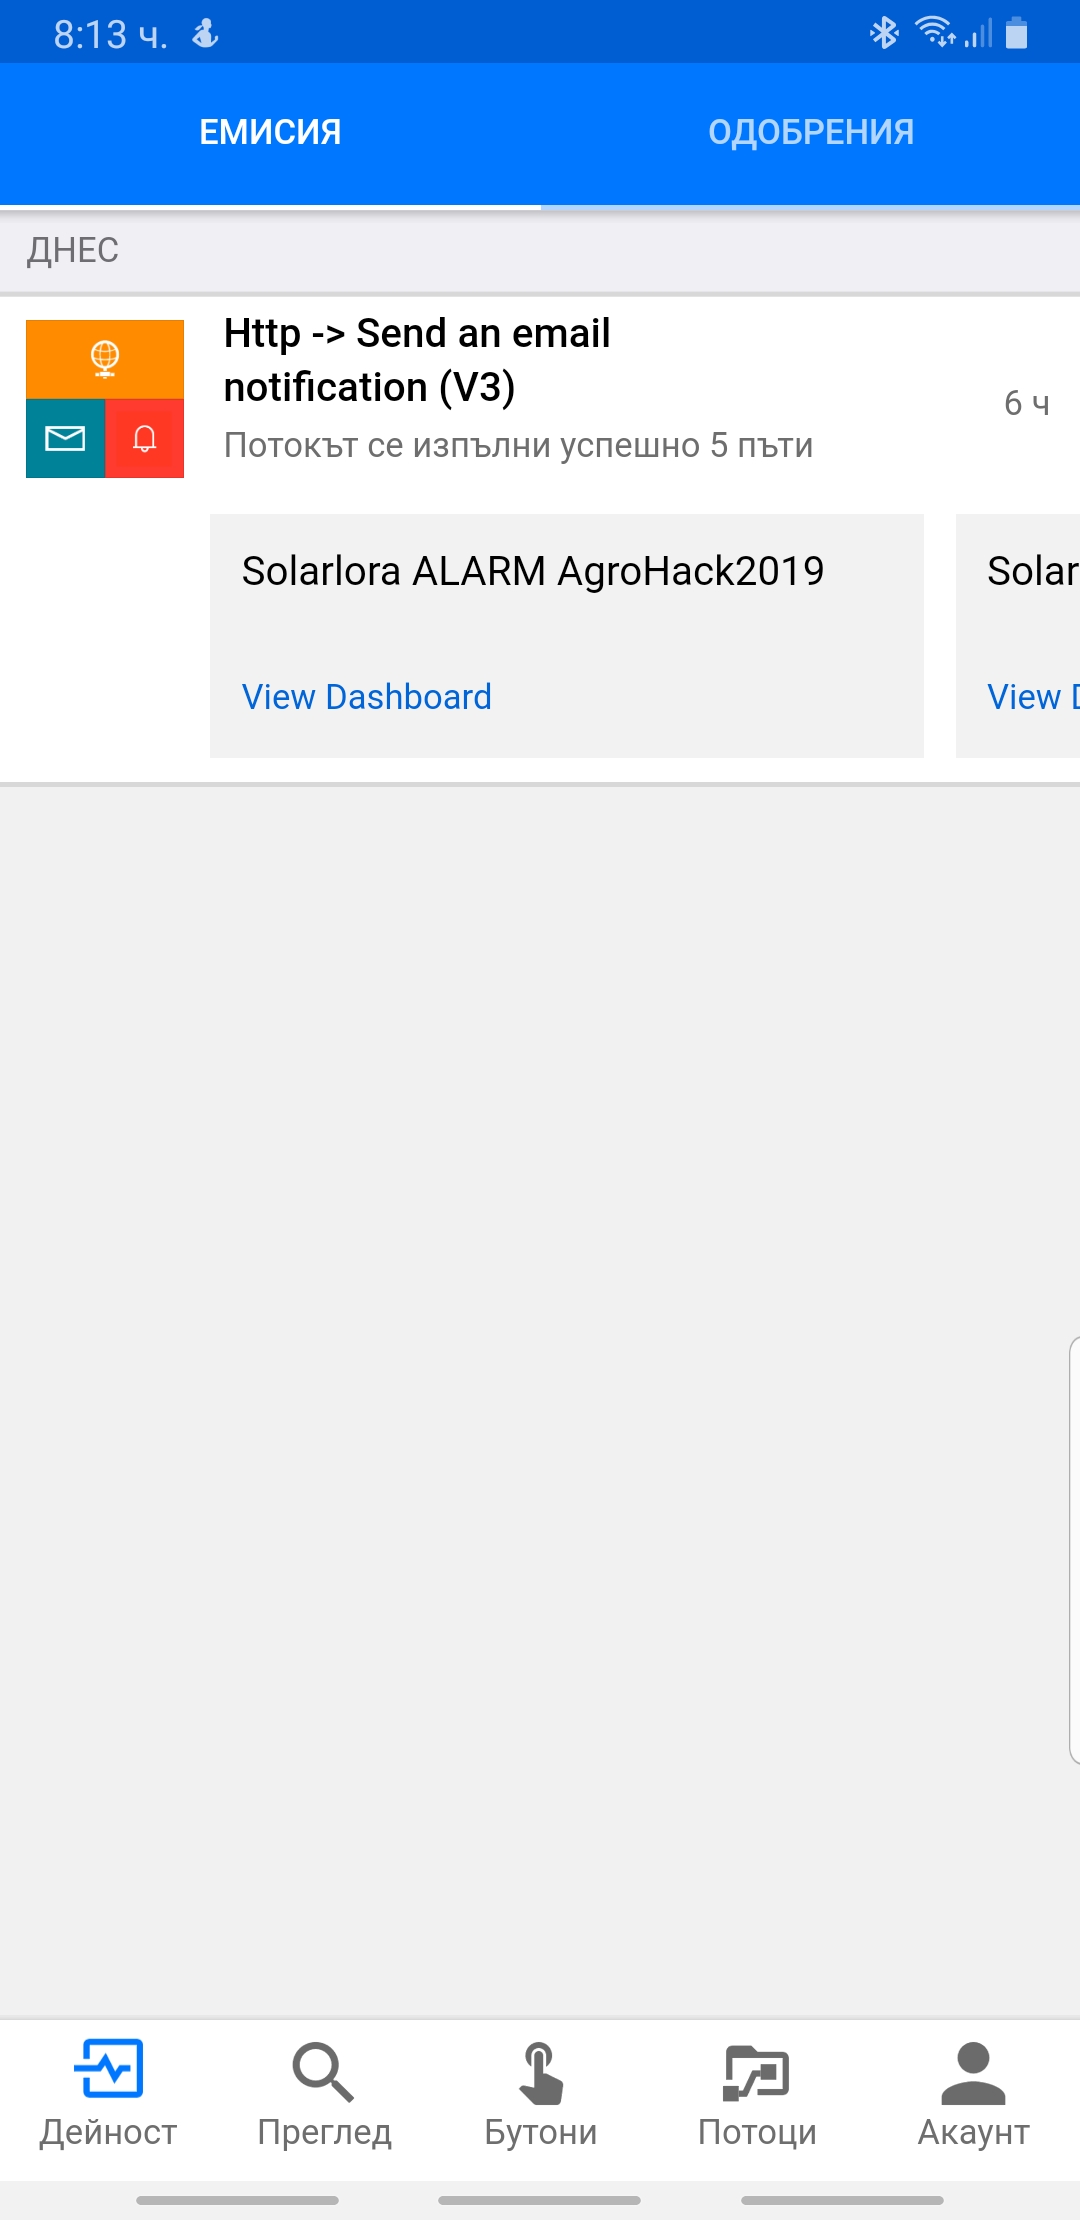 8:13 ч.
ЕМИСИЯ
ОДОБРЕНИЯ
ДНЕС
Http -> Send an email
notification (V3)
6 ч
Потокът се изпълни успешно 5 пъти
Solarlora ALARM AgroHack2019
Solar
View Dashboard
View
Дейност
Преглед
Бутони
Потоци
Акаунт